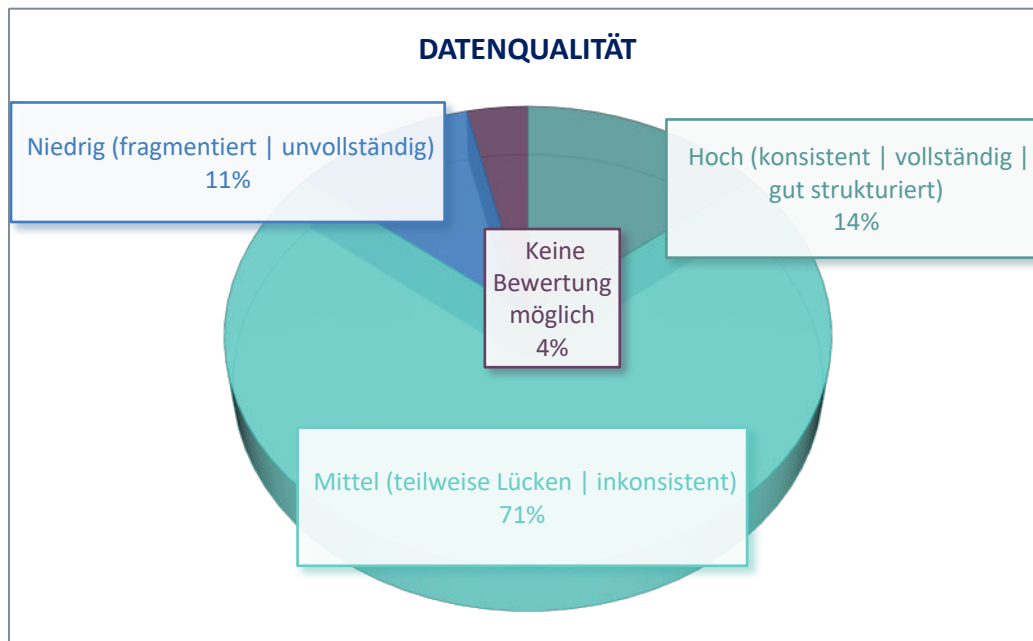 DATENQUALITÄT
Niedrig (fragmentiert | unvollständig)
11%
Hoch (konsistent | vollständig |
gut strukturiert)
14%
Keine
Bewertung
möglich
4%
Mittel (teilweise Lücken | inkonsistent)
71%